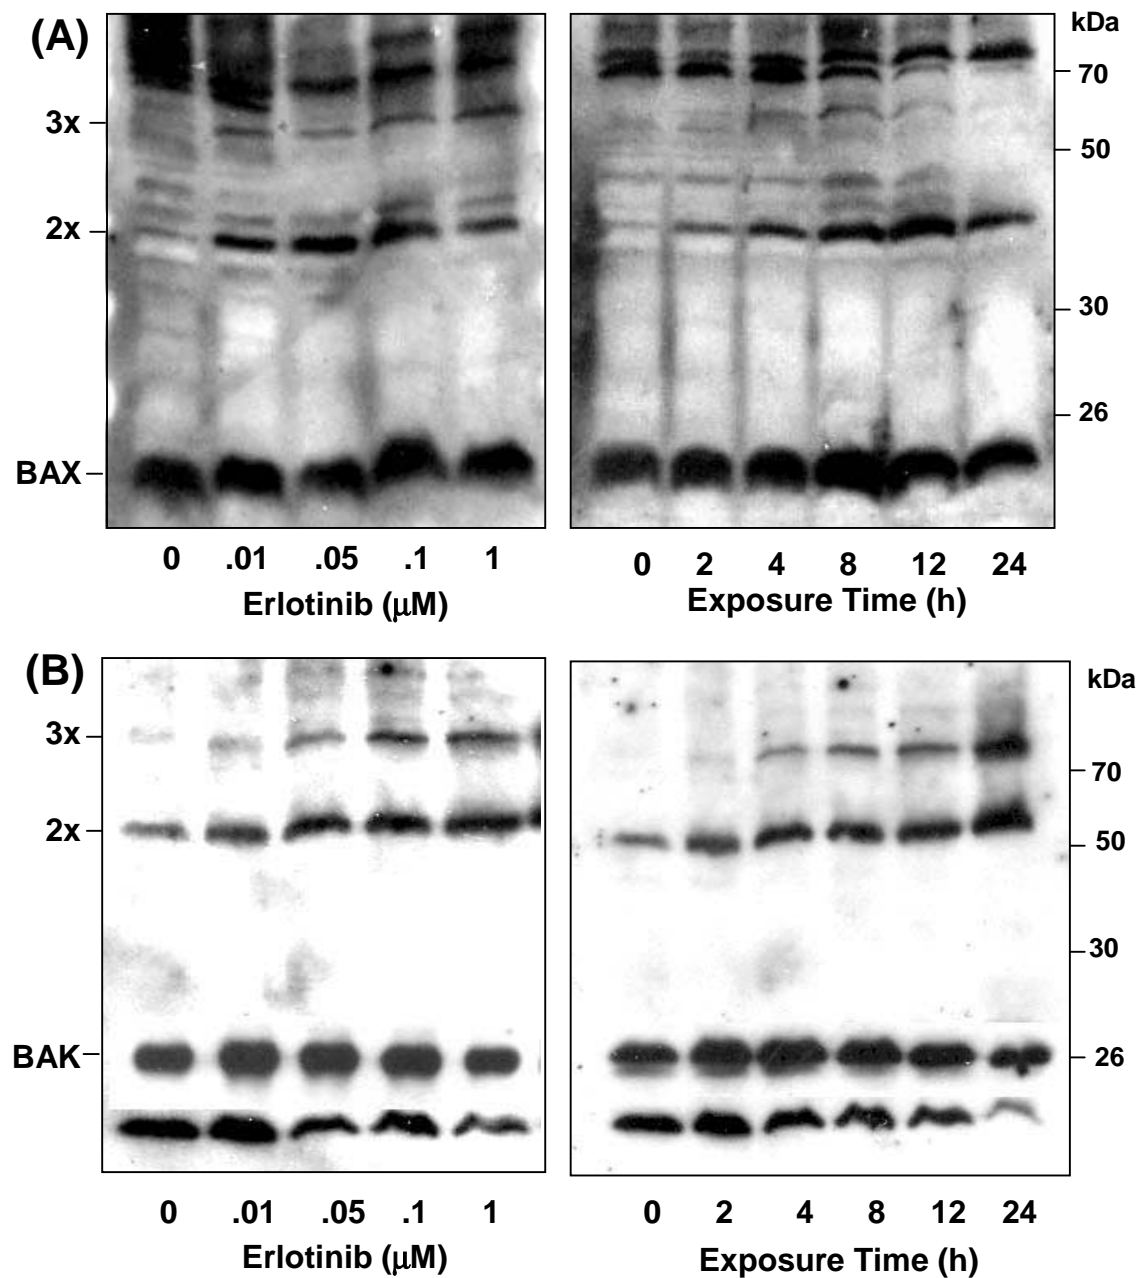 (A)
kDa
3x
2x
BAX
70
50
30
26
0 .01 .05 .1 1
Erlotinib (μM)
0 2 4 8 12 24
Exposure Time (h)
(B)
kDa
3x
2x
BAK
70
50
30
26
0 .01 .05 .1 1
Erlotinib (μM)
0 2 4 8 12 24
Exposure Time (h)